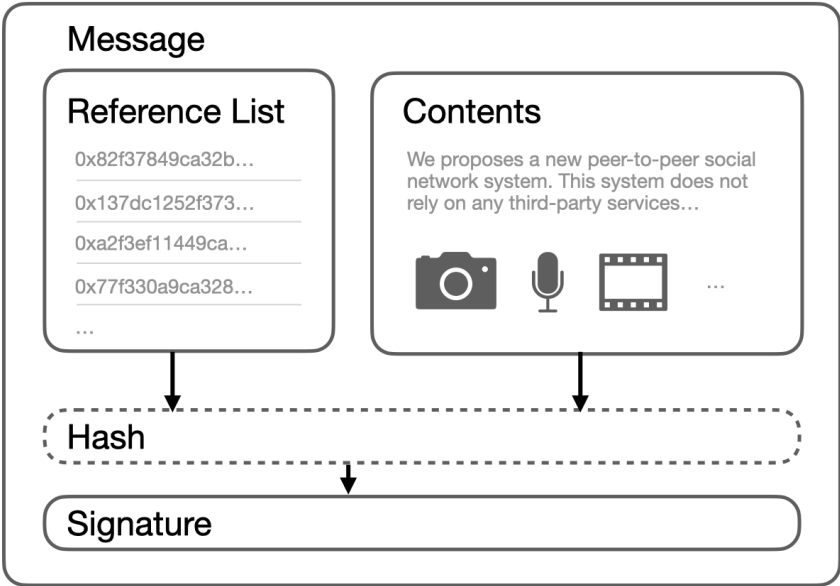 Message
Reference List
0x82f37849ca32b...
0x137dc1252f373...
0xa2f3ef11449ca...
0x77f330a9ca328...
...
Contents
We proposes a new peer-to-peer social
network system. This system does not
rely on any third-party services...
...
Hash
Signature